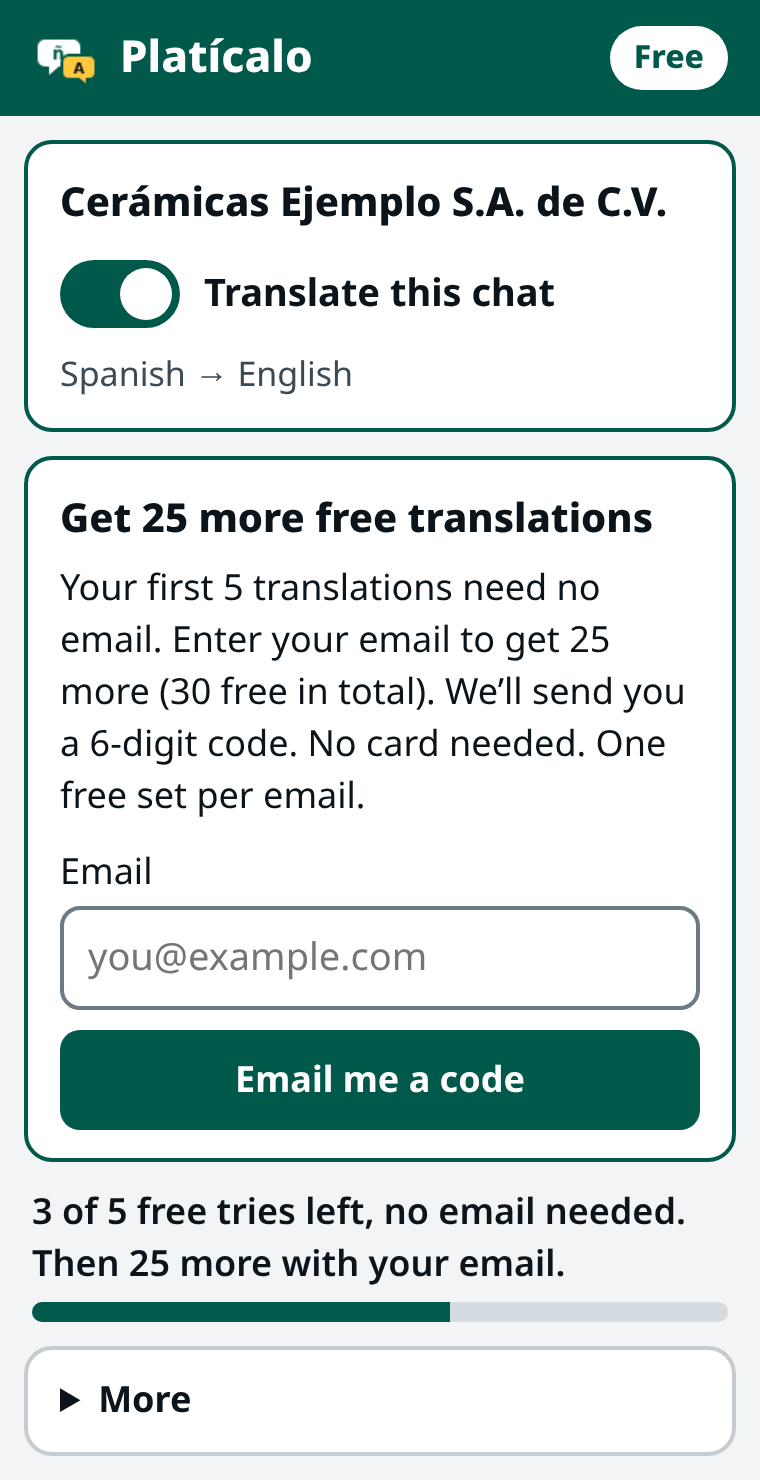 ñ A Platícalo Free
Cerámicas Ejemplo S.A. de C.V.
Translate this chat
Spanish → English
Get 25 more free translations
Your first 5 translations need no
email. Enter your email to get 25
more (30 free in total). We’ll send you
a 6-digit code. No card needed. One
free set per email.
Email
you@example.com
Email me a code
3 of 5 free tries left, no email needed.
Then 25 more with your email.
More